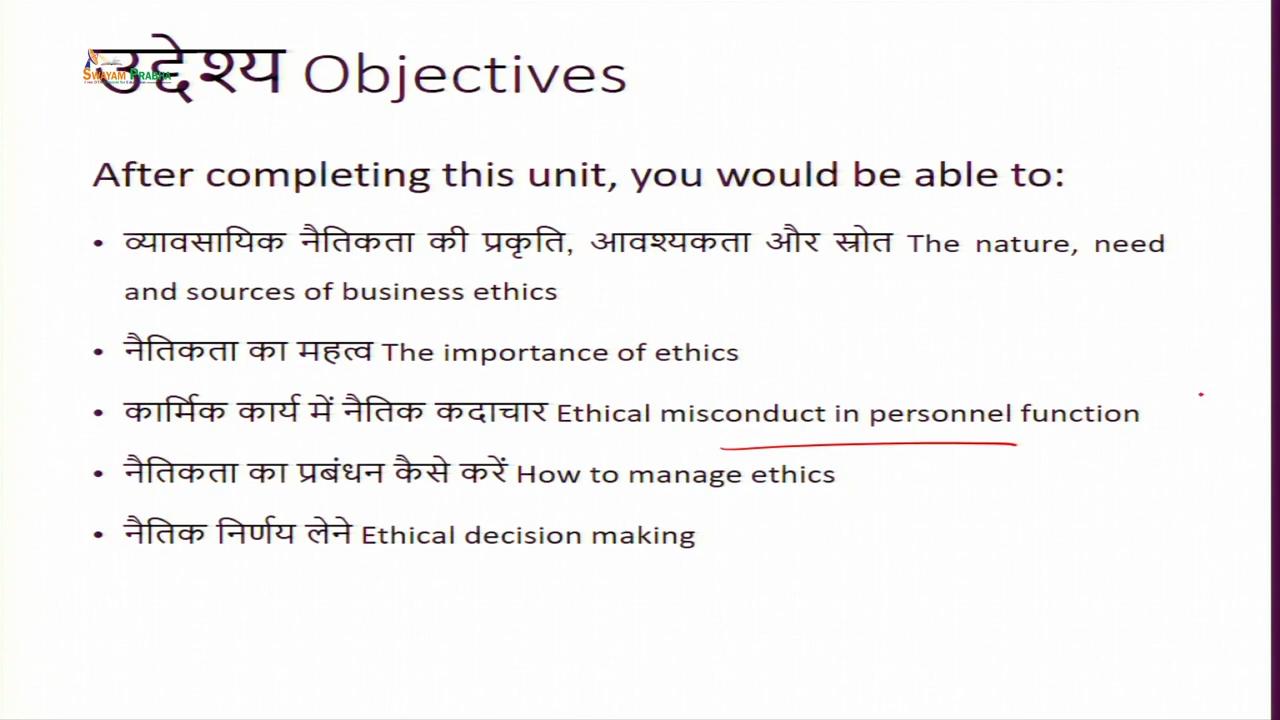 उद्देश्य Objectives
SWAYAM PRABHA
After completing this unit, you would be able to:
• व्यावसायिक नैतिकता की प्रकृति, आवश्यकता और स्रोत The nature, need
and sources of business ethics
• नैतिकता का महत्व The importance of ethics
• कार्मिक कार्य में नैतिक कदाचार Ethical misconduct in personnel function
• नैतिकता का प्रबंधन कैसे करें How to manage ethics
• नैतिक निर्णय लेने Ethical decision making